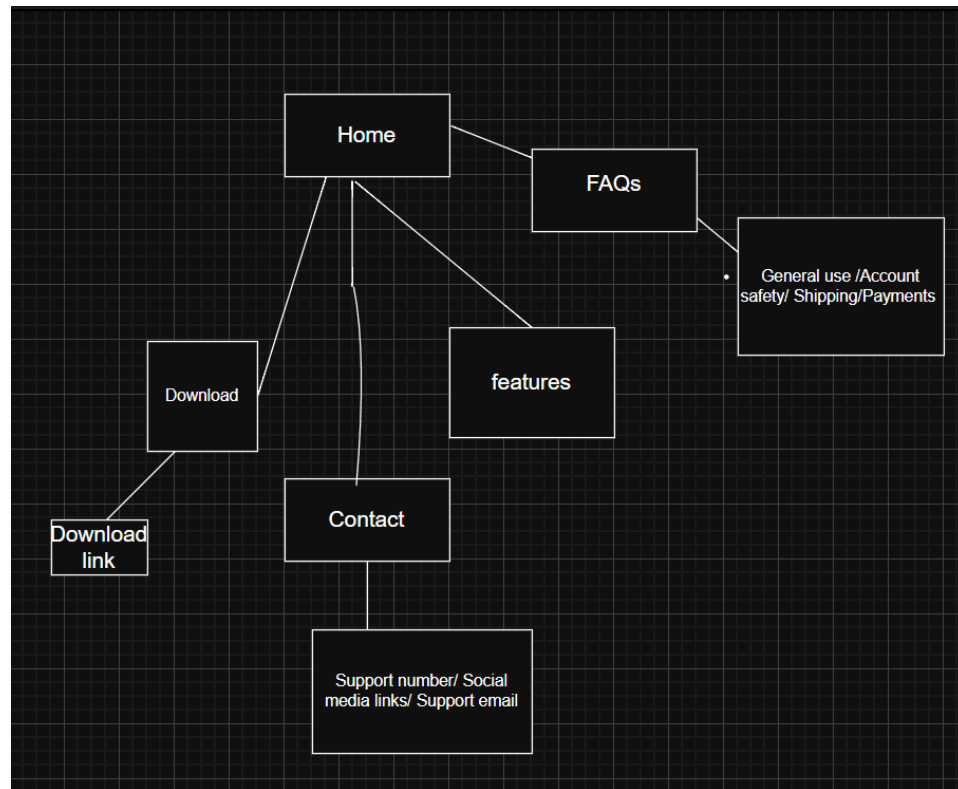 Home
FAQs
General use /Account
safety/ Shipping/Payments
features
Download
Contact
Download
link
Support number/ Social
media links/ Support email